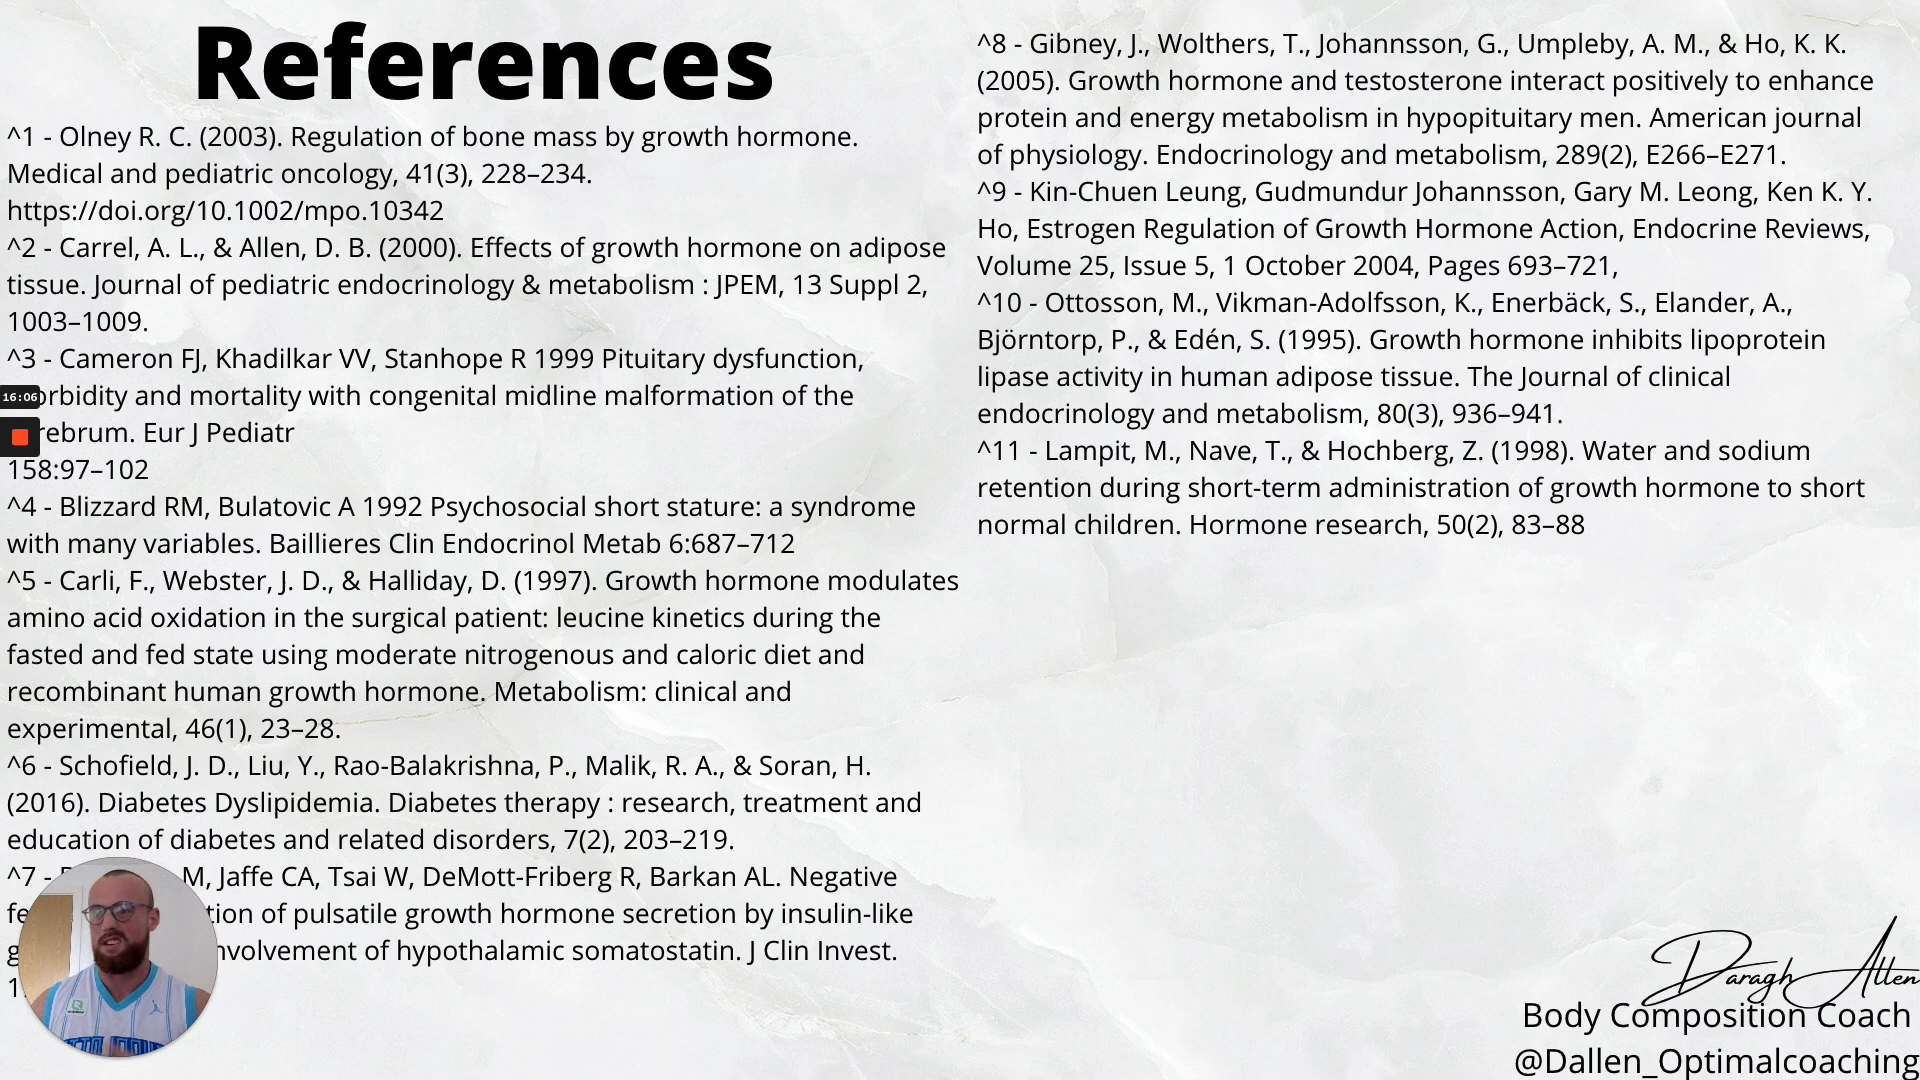 References
^1 - Olney R. C. (2003). Regulation of bone mass by growth hormone.
Medical and pediatric oncology, 41(3), 228–234.
https://doi.org/10.1002/mpo.10342
^2 - Carrel, A. L., & Allen, D. B. (2000). Effects of growth hormone on adipose
tissue. Journal of pediatric endocrinology & metabolism : JPEM, 13 Suppl 2,
1003–1009.
^3 - Cameron FJ, Khadilkar VV, Stanhope R 1999 Pituitary dysfunction,
16:06
orbidity and mortality with congenital midline malformation of the
rebrum. Eur J Pediatr
158:97–102
^4 - Blizzard RM, Bulatovic A 1992 Psychosocial short stature: a syndrome
with many variables. Baillieres Clin Endocrinol Metab 6:687–712
^5 - Carli, F., Webster, J. D., & Halliday, D. (1997). Growth hormone modulates
amino acid oxidation in the surgical patient: leucine kinetics during the
fasted and fed state using moderate nitrogenous and caloric diet and
recombinant human growth hormone. Metabolism: clinical and
experimental, 46(1), 23–28.
^6 - Schofield, J. D., Liu, Y., Rao-Balakrishna, P., Malik, R. A., & Soran, H.
(2016). Diabetes Dyslipidemia. Diabetes therapy : research, treatment and
education of diabetes and related disorders, 7(2), 203–219.
^7 - M, Jaffe CA, Tsai W, DeMott-Friberg R, Barkan AL. Negative
of pulsatile growth hormone secretion by insulin-like
nvolvement of hypothalamic somatostatin. J Clin Invest.
^8 - Gibney, J., Wolthers, T., Johannsson, G., Umpleby, A. M., & Ho, K. K.
(2005). Growth hormone and testosterone interact positively to enhance
protein and energy metabolism in hypopituitary men. American journal
of physiology. Endocrinology and metabolism, 289(2), E266–E271.
^9 - Kin-Chuen Leung, Gudmundur Johannsson, Gary M. Leong, Ken K. Y.
Ho, Estrogen Regulation of Growth Hormone Action, Endocrine Reviews,
Volume 25, Issue 5, 1 October 2004, Pages 693–721,
^10 - Ottosson, M., Vikman-Adolfsson, K., Enerbäck, S., Elander, A.,
Björntorp, P., & Edén, S. (1995). Growth hormone inhibits lipoprotein
lipase activity in human adipose tissue. The Journal of clinical
endocrinology and metabolism, 80(3), 936–941.
^11 - Lampit, M., Nave, T., & Hochberg, Z. (1998). Water and sodium
retention during short-term administration of growth hormone to short
normal children. Hormone research, 50(2), 83–88
Daragh Allen
Body Composition Coach
@Dallen_Optimalcoaching